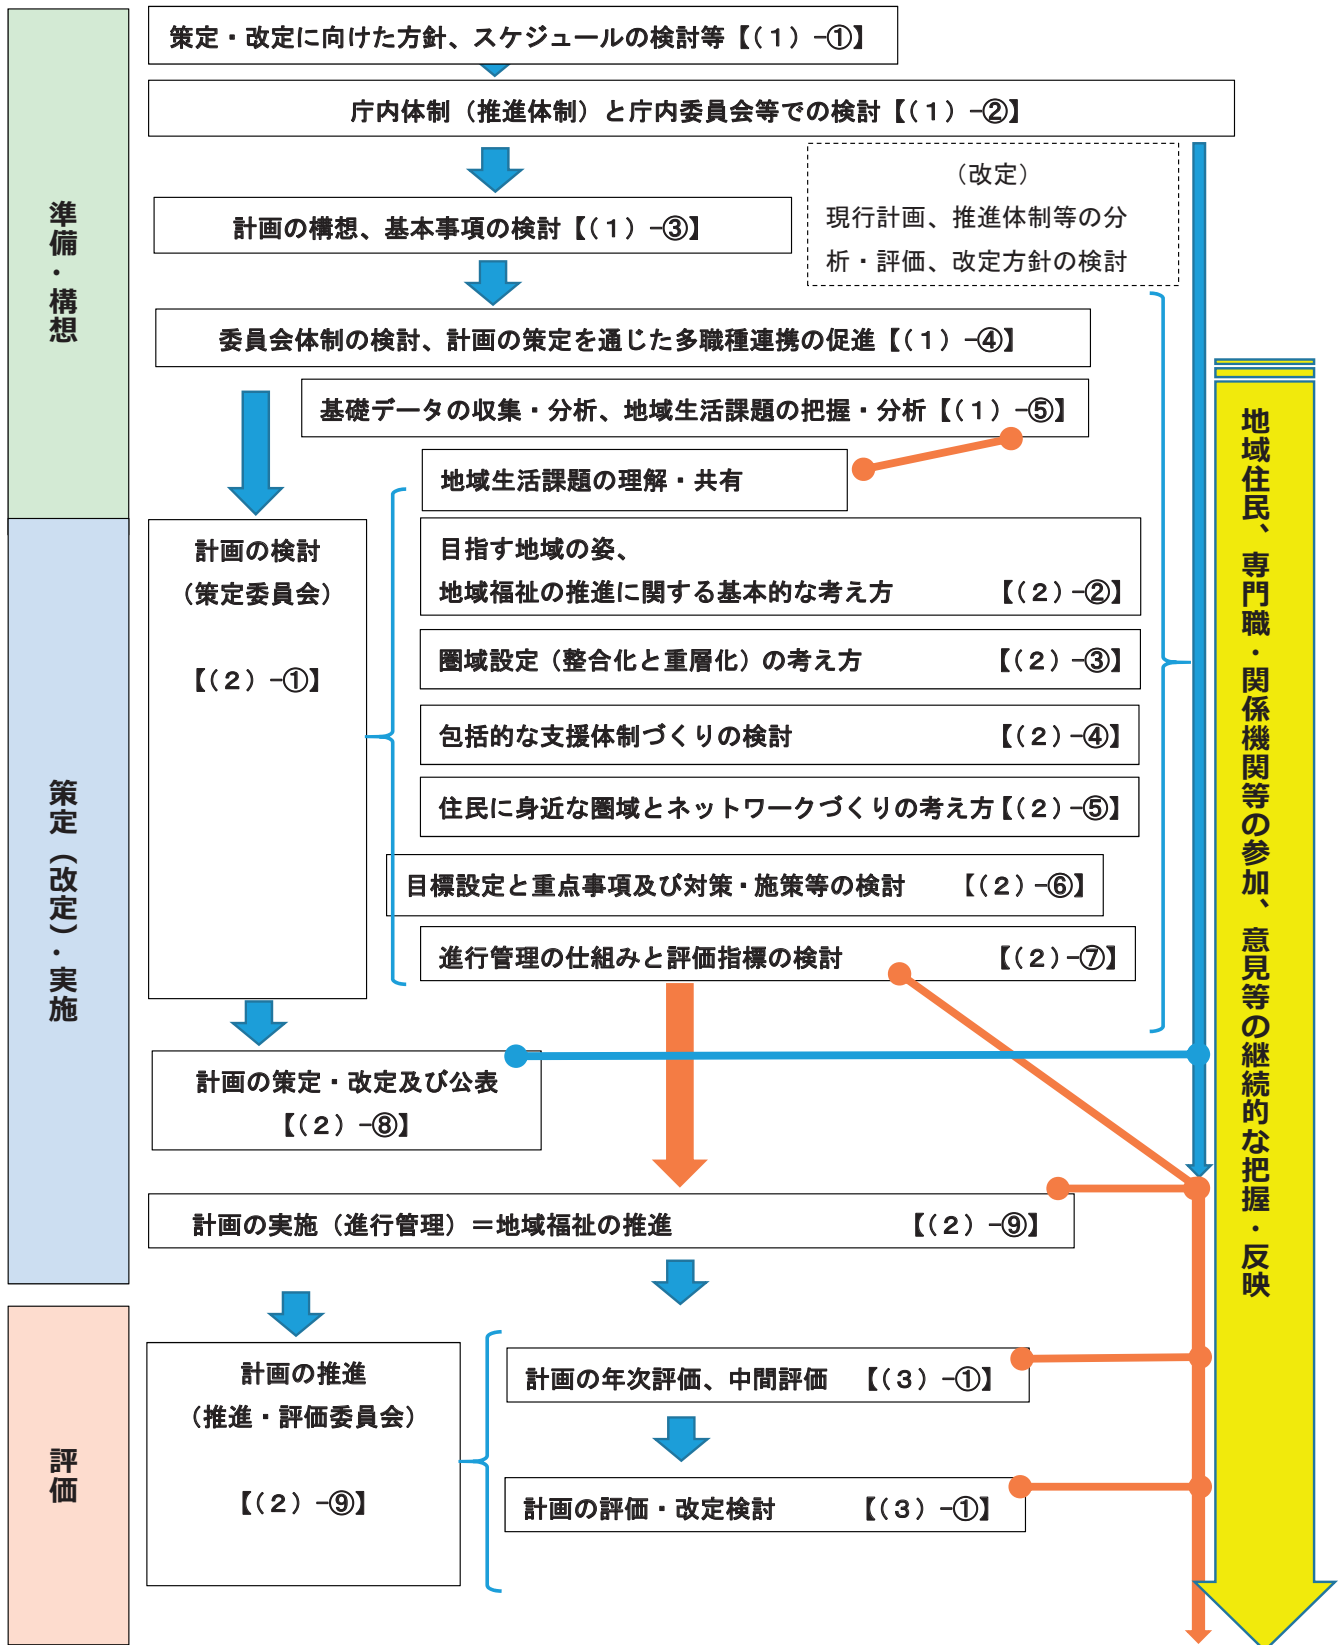 準備・構想
策定・改定に向けた方針、スケジュールの検討等【(1)-①】
庁内体制(推進体制)と庁内委員会等での検討【(1)-②】
(改定)
現行計画、推進体制等の分
析・評価、改定方針の検討
計画の構想、基本事項の検討【(1)-③】
委員会体制の検討、計画の策定を通じた多職種連携の促進【(1)-④】
基礎データの収集・分析、地域生活課題の把握・分析【(1)-⑤】
地域生活課題の理解・共有
策定(改定)・実施
計画の検討
(策定委員会)
【(2)-①】
目指す地域の姿、
地域福祉の推進に関する基本的な考え方 【(2)-②】
圏域設定(整合化と重層化)の考え方 【(2)-③】
包括的な支援体制づくりの検討 【(2)-④】
住民に身近な圏域とネットワークづくりの考え方【(2)-⑤】
目標設定と重点事項及び対策・施策等の検討 【(2)-⑥】
進行管理の仕組みと評価指標の検討 【(2)-⑦】
計画の策定・改定及び公表
【(2)-⑧】
計画の実施(進行管理)=地域福祉の推進 【(2)-⑨】
評価
計画の推進
(推進・評価委員会)
【(2)-⑨】
計画の年次評価、中間評価 【(3)-①】
計画の評価・改定検討 【(3)-①】
地域住民、専門職・関係機関等の参加、意見等の継続的な把握・反映